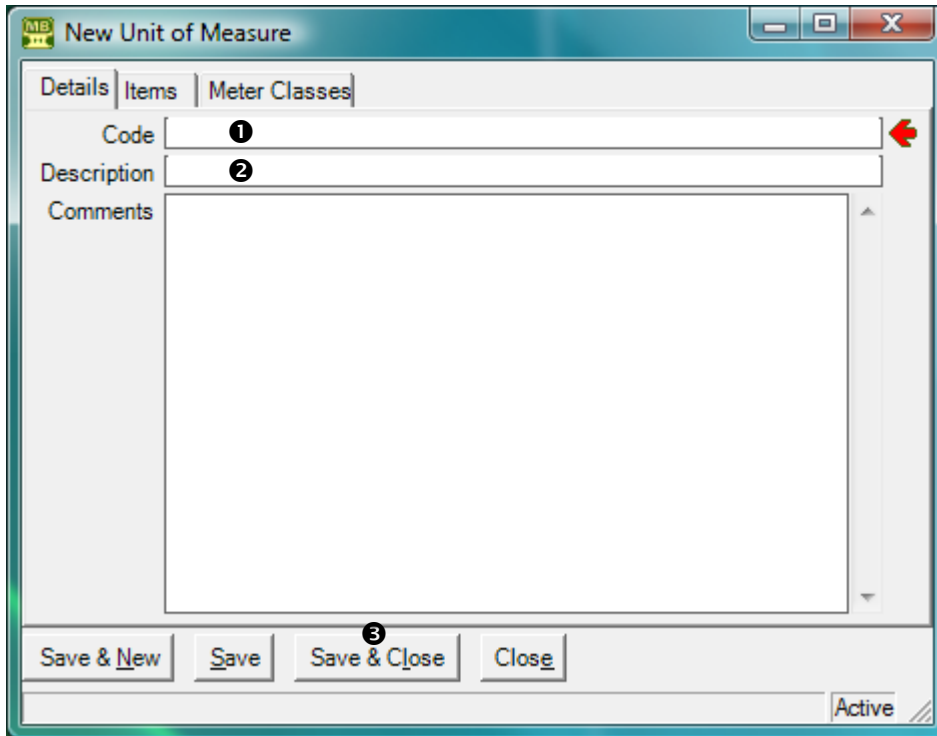 MB
New Unit of Measure
Details Items Meter Classes
Code ❶
Description ❷
Comments
❸
Save & New Save Save & Close Close
Active